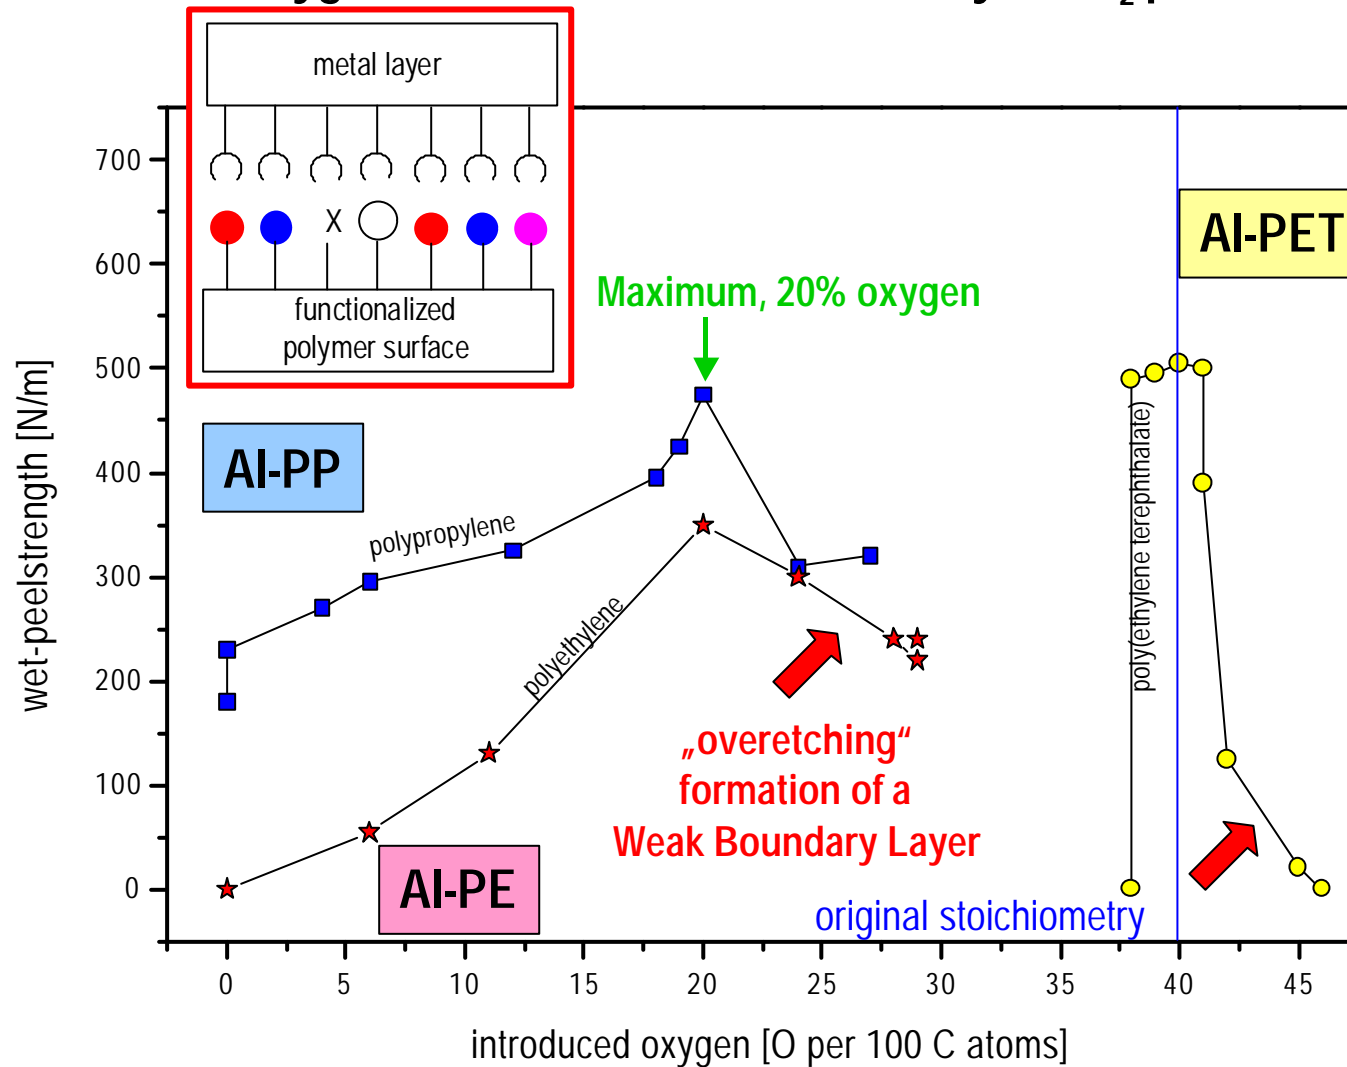 metal layer
X
functionalized
polymer surface
Maximum, 20% oxygen
Al-PET
Al-PP
polypropylene
polyethylene
poly(ethylene terephthalate)
Al-PE
„overetching“
formation of a
Weak Boundary Layer
original stoichiometry
wet-peelstrength [N/m]
700
600
500
400
300
200
100
0
0 5 10 15 20 25 30 35 40 45
introduced oxygen [O per 100 C atoms]